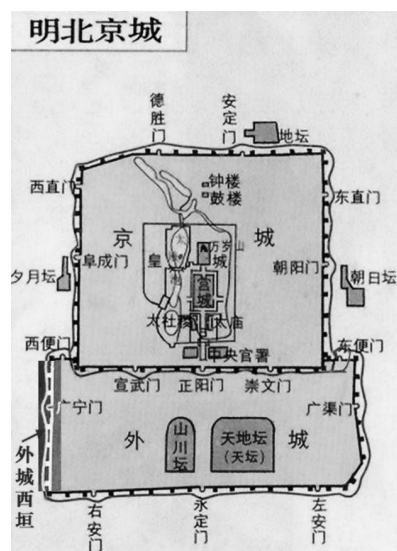 明北京城
德胜门
安定门
地坛
西直门
钟楼
鼓楼
东直门
京
城
万岁山
皇
城
阜成门
朝阳门
夕月坛
朝日坛
宫城
太社稷
太庙
西便门
中央官署
东便门
宣武门
正阳门
崇文门
广宁门
广渠门
外
城
山川坛
天地坛
(天坛)
外城西垣
右安门
永定门
左安门